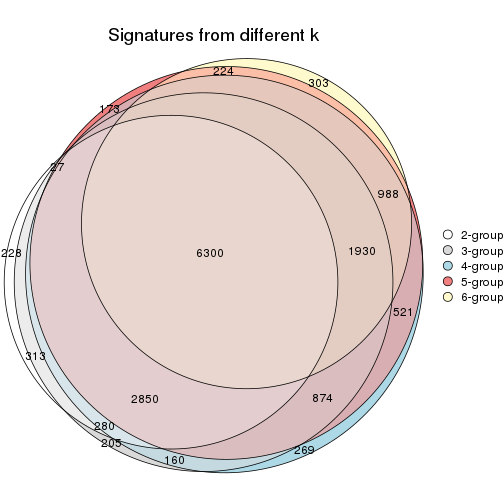 Signatures from different k
224
303
173
27
988
228
6300
1930
521
313
2850
874
280
205
160
269
2-group
3-group
4-group
5-group
6-group